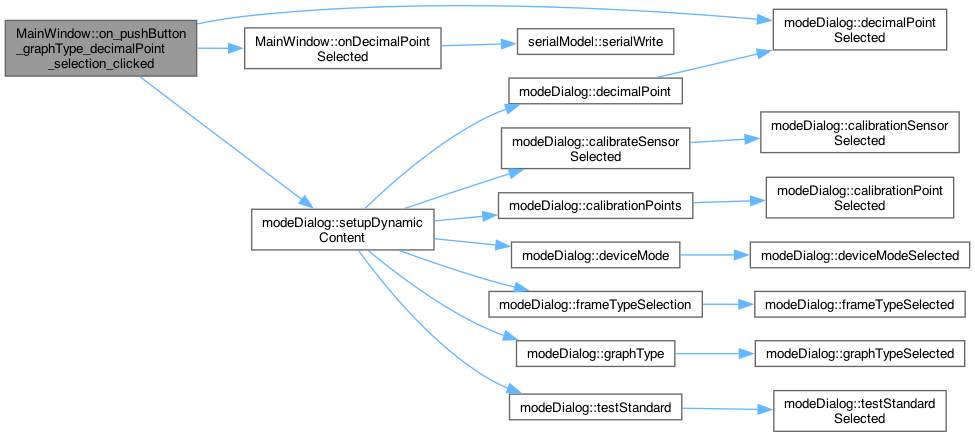 MainWindow::on_pushButton
_graphType_decimalPoint
_selection_clicked
MainWindow::onDecimalPoint
Selected
serialModel::serialWrite
modeDialog::decimalPoint
Selected
modeDialog::setupDynamic
Content
modeDialog::decimalPoint
modeDialog::calibrateSensor
Selected
modeDialog::calibrationSensor
Selected
modeDialog::calibrationPoints
modeDialog::calibrationPoint
Selected
modeDialog::deviceMode
modeDialog::deviceModeSelected
modeDialog::frameTypeSelection
modeDialog::frameTypeSelected
modeDialog::graphType
modeDialog::graphTypeSelected
modeDialog::testStandard
modeDialog::testStandard
Selected